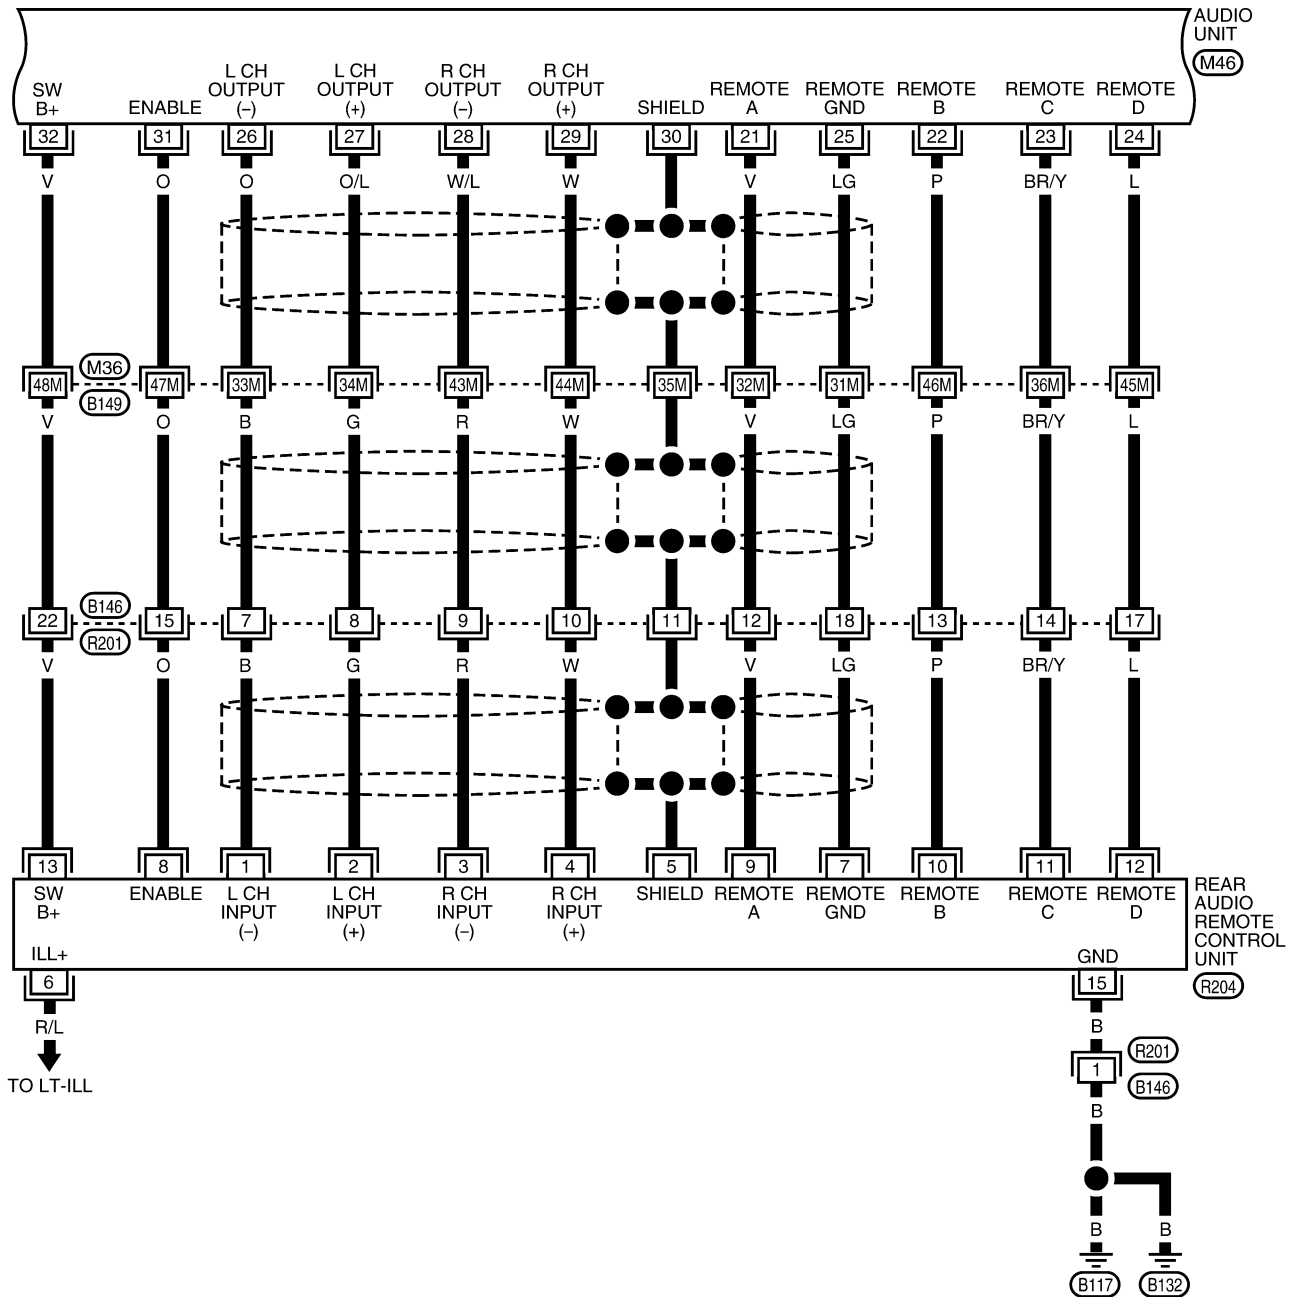 AUDIO
UNIT
M46
SW
B+
ENABLE
L CH
OUTPUT
(–)
L CH
OUTPUT
(+)
R CH
OUTPUT
(–)
R CH
OUTPUT
(+)
SHIELD
REMOTE
A
REMOTE
GND
REMOTE
B
REMOTE
C
REMOTE
D
32 31 26 27 28 29 30 21 25 22 23 24
V O O O/L W/L W V LG P BR/Y L
M36
48M 47M 33M 34M 43M 44M 35M 32M 31M 46M 36M 45M
B149
V O B G R W V LG P BR/Y L
B146
22 15 7 8 9 10 11 12 18 13 14 17
R201
V O B G R W V LG P BR/Y L
13 8 1 2 3 4 5 9 7 10 11 12
SW
B+
ENABLE
L CH
INPUT
(–)
L CH
INPUT
(+)
R CH
INPUT
(–)
R CH
INPUT
(+)
SHIELD
REMOTE
A
REMOTE
GND
REMOTE
B
REMOTE
C
REMOTE
D
REAR
AUDIO
REMOTE
CONTROL
UNIT
R204
ILL+
GND
6
15
R/L
B
TO LT-ILL
R201
1
B146
B
B B
B117 B132